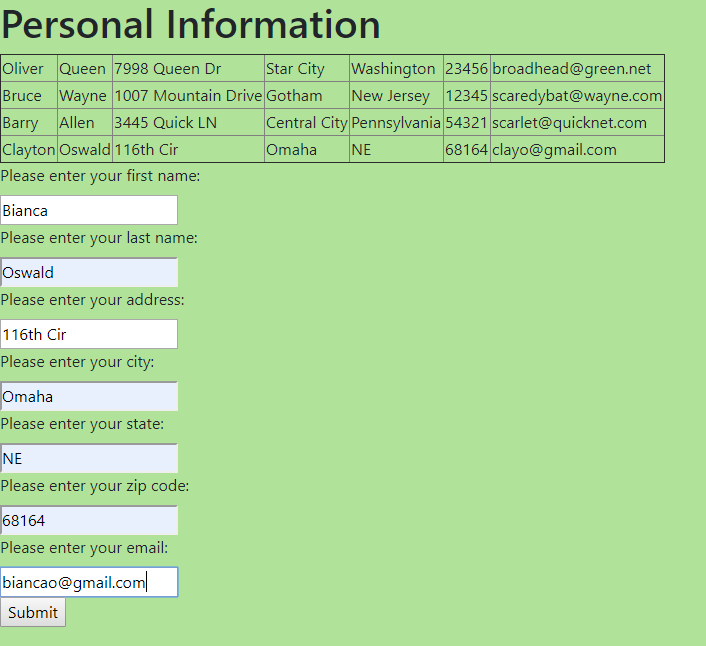 Personal Information
Oliver Queen 7998 Queen Dr Star City Washington 23456 broadhead@green.net
Bruce Wayne 1007 Mountain Drive Gotham New Jersey 12345 scaredybat@wayne.com
Barry Allen 3445 Quick LN Central City Pennsylvania 54321 scarlet@quicknet.com
Clayton Oswald 116th Cir Omaha NE 68164 clayo@gmail.com
Please enter your first name:
Bianca
Please enter your last name:
Oswald
Please enter your address:
116th Cir
Please enter your city:
Omaha
Please enter your state:
NE
Please enter your zip code:
68164
Please enter your email:
biancao@gmail.com
Submit